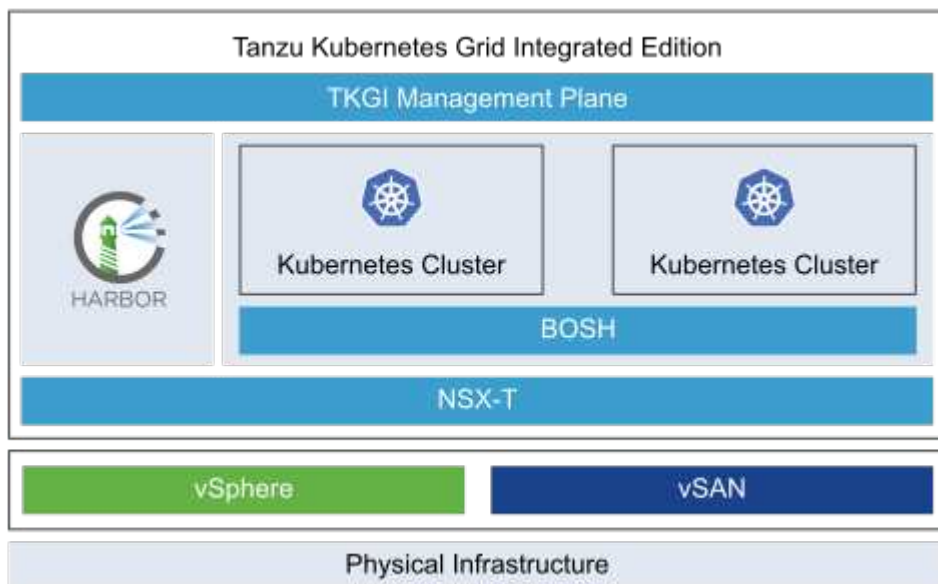 Tanzu Kubernetes Grid Integrated Edition
TKGI Management Plane
HARBOR
Kubernetes Cluster
Kubernetes Cluster
BOSH
NSX-T
vSphere
vSAN
Physical Infrastructure